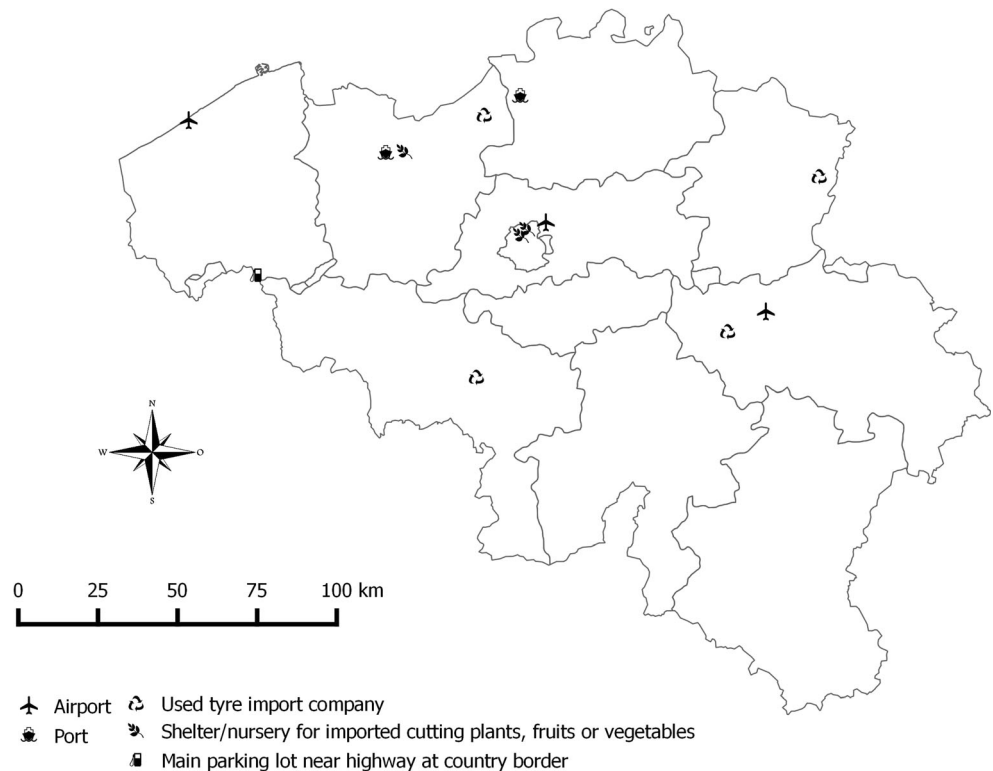 N
W O
S
0 25 50 75 100 km
Airport Used tyre import company
Port Shelter/nursery for imported cutting plants, fruits or vegetables
Main parking lot near highway at country border